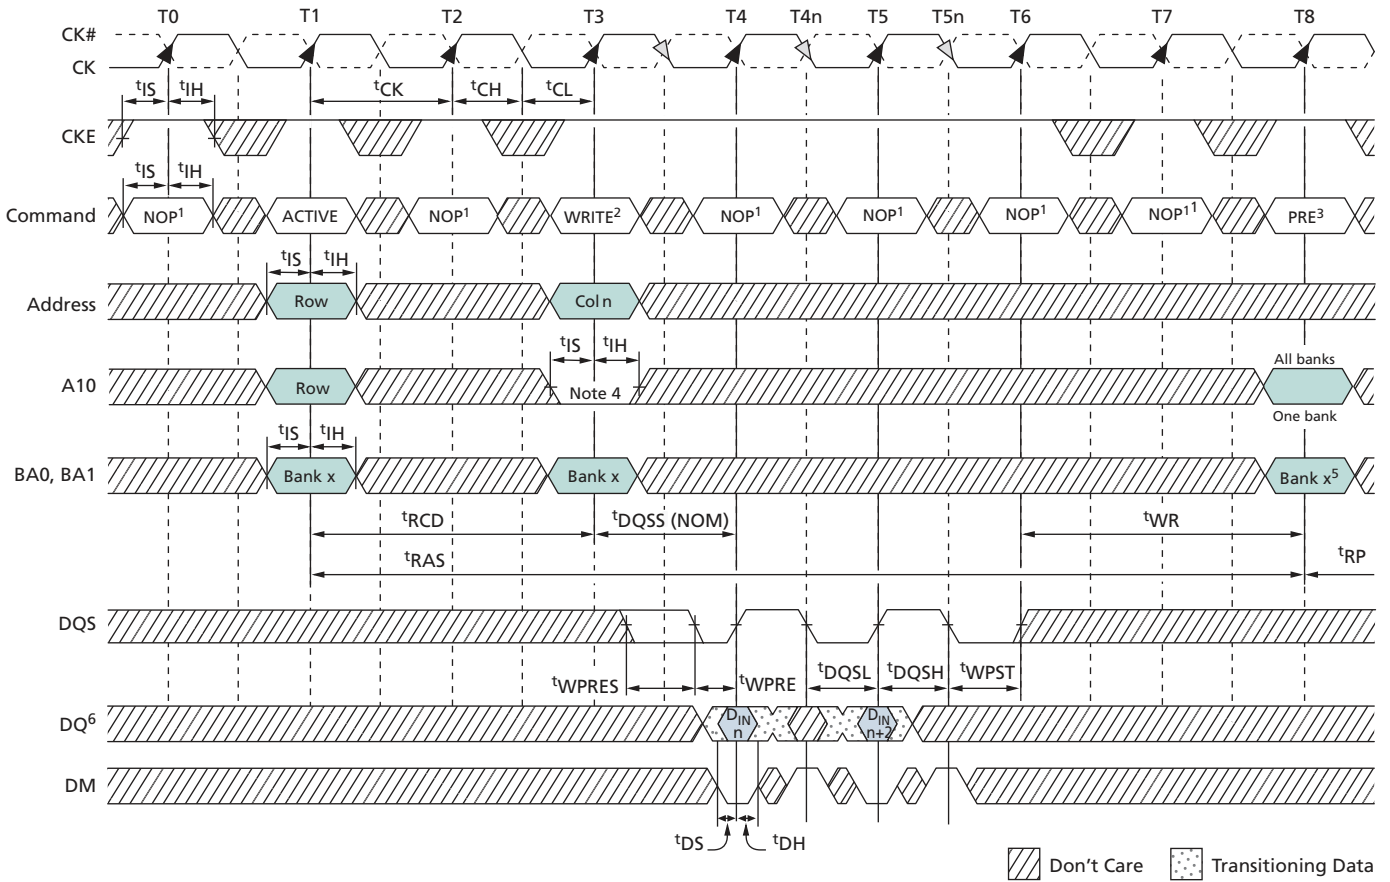 T0 T1 T2 T3 T4 T4n T5 T5n T6 T7 T8
CK#
CK
tIS tIH tCK tCH tCL
CKE
tIS tIH
Command NOP1 ACTIVE NOP1 WRITE2 NOP1 NOP1 NOP1 NOP11 PRE3
tIS tIH
Address Row Col n
tIS tIH
All banks
A10 Row Note 4
One bank
tIS tIH
BA0, BA1 Bank x Bank x Bank x5
tRCD tDQSS (NOM) tWR
tRAS tRP
DQS
tWPRES tWPRE tDQSL tDQSH tWPST
DQ6 DIN n DIN n+2
DM
tDS tDH
Don't Care Transitioning Data